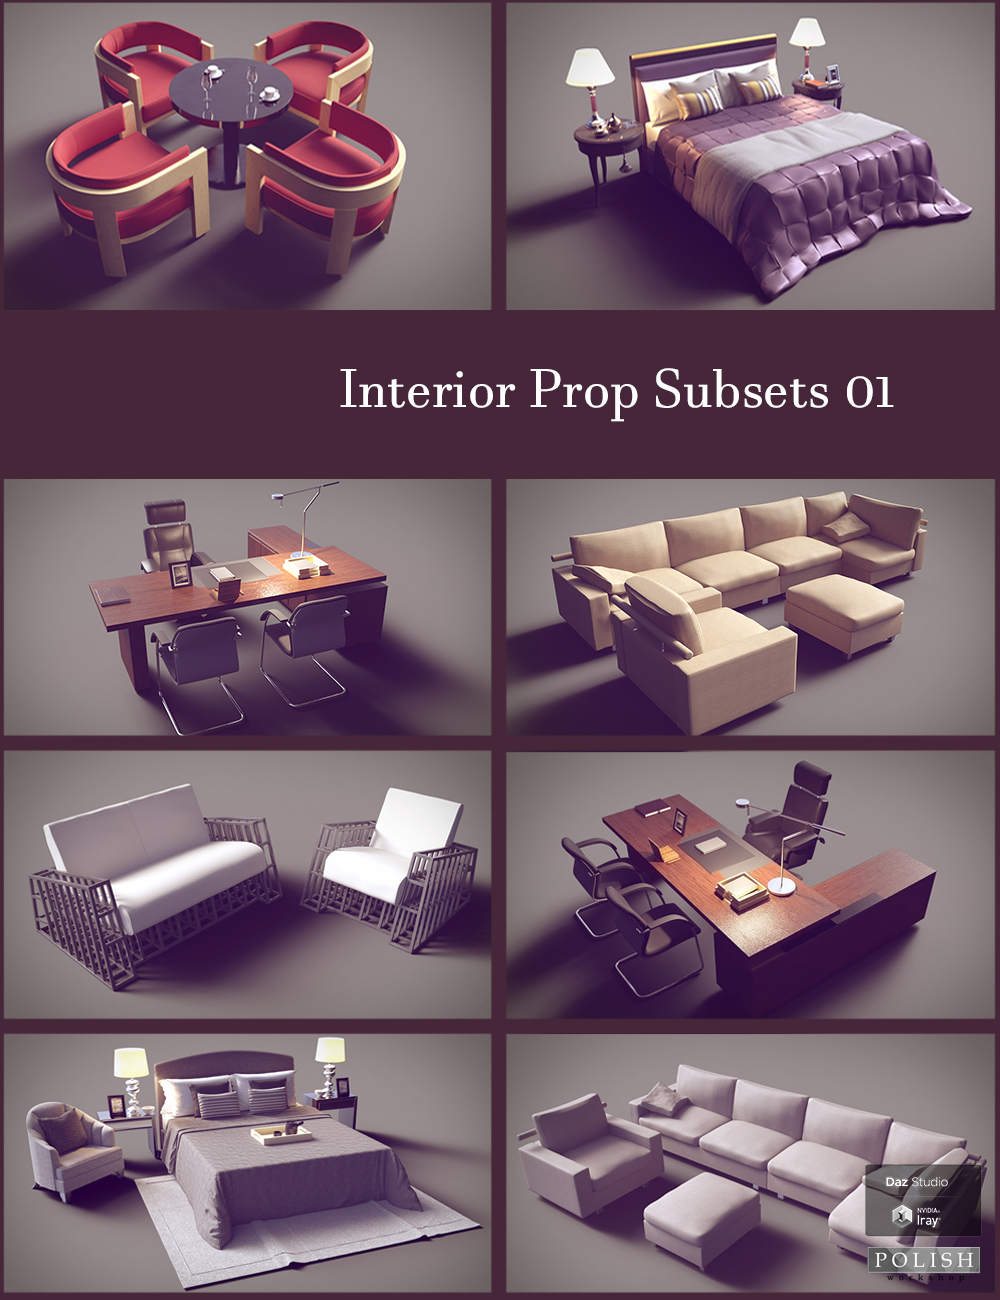 Interior Prop Subsets 01
Daz Studio
NVIDIA
Iray
POLISH
workshop